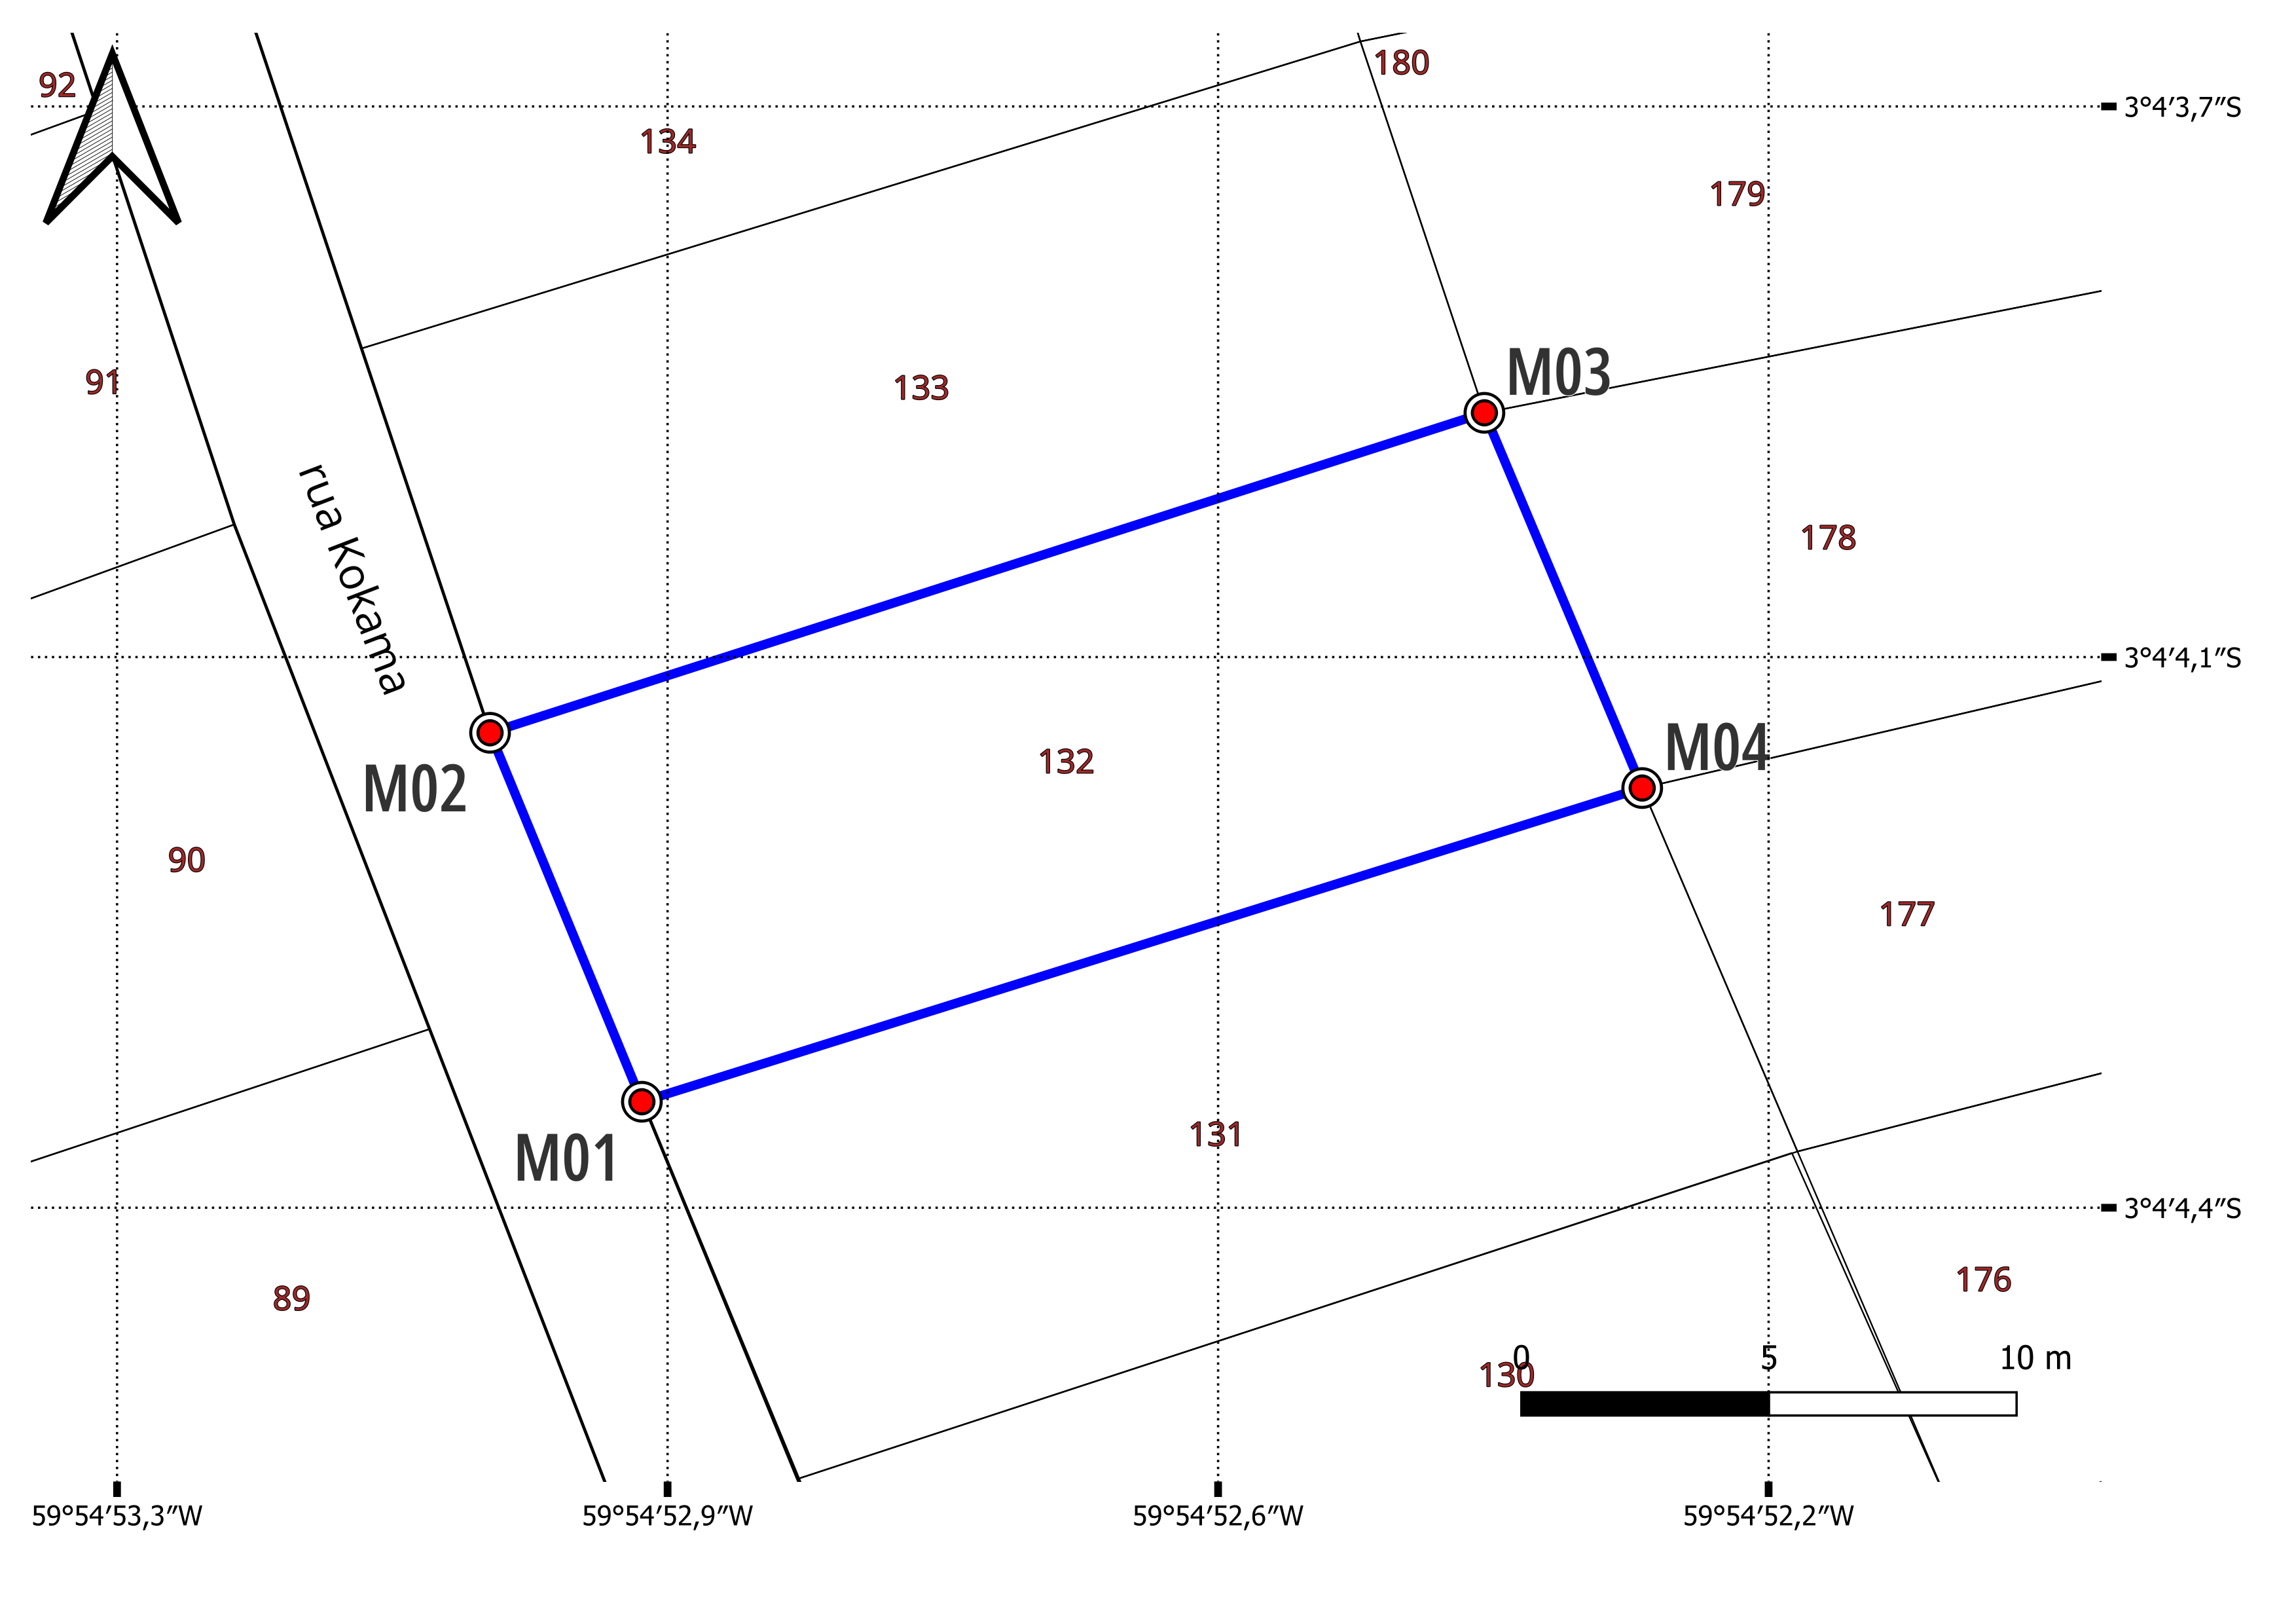 180
92
3°4′3,7″S
134
179
M03
91
133
rua Kokama
178
3°4′4,1″S
M04
132
M02
90
177
131
M01
3°4′4,4″S
176
89
0 5 10 m
130
59°54′53,3″W 59°54′52,9″W 59°54′52,6″W 59°54′52,2″W